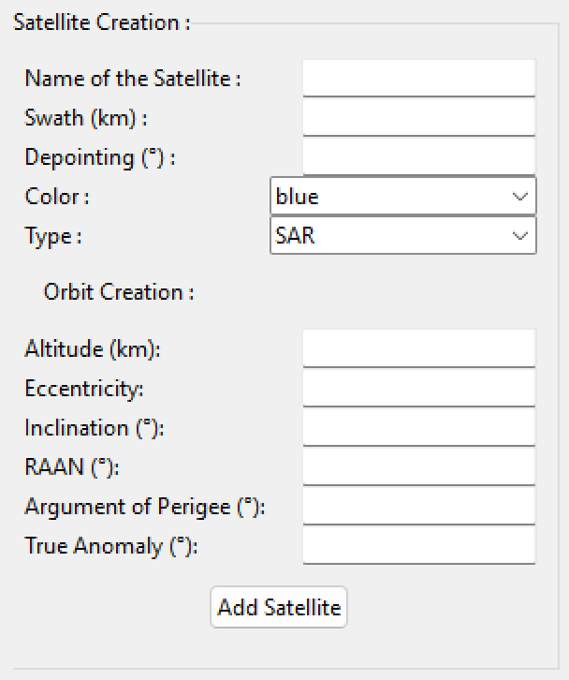 Satellite Creation :
Name of the Satellite :
Swath (km) :
Depointing (°) :
Color : blue
Type : SAR
Orbit Creation :
Altitude (km):
Eccentricity:
Inclination (°):
RAAN (°):
Argument of Perigee (°):
True Anomaly (°):
Add Satellite